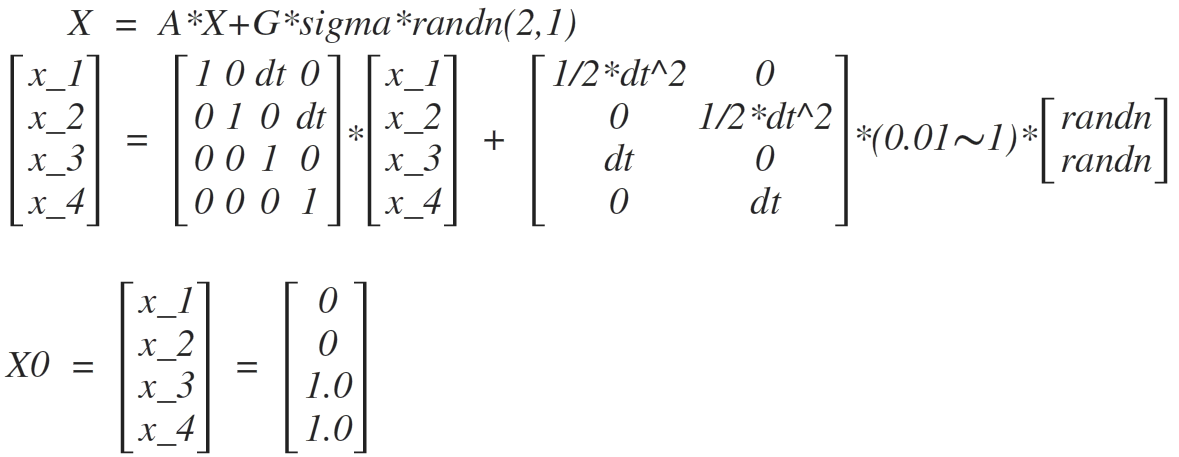 X = A*X+G*sigma*randn(2,1)
[x_1] [1 0 dt 0] [x_1] [1/2*dt^2 0]
[x_2] = [0 1 0 dt] * [x_2] + [0 1/2*dt^2] *(0.01~1)* [randn]
[x_3] [0 0 1 0] [x_3] [dt 0] [randn]
[x_4] [0 0 0 1] [x_4] [0 dt]
[x_1] [0]
X0 = [x_2] = [0]
[x_3] [1.0]
[x_4] [1.0]